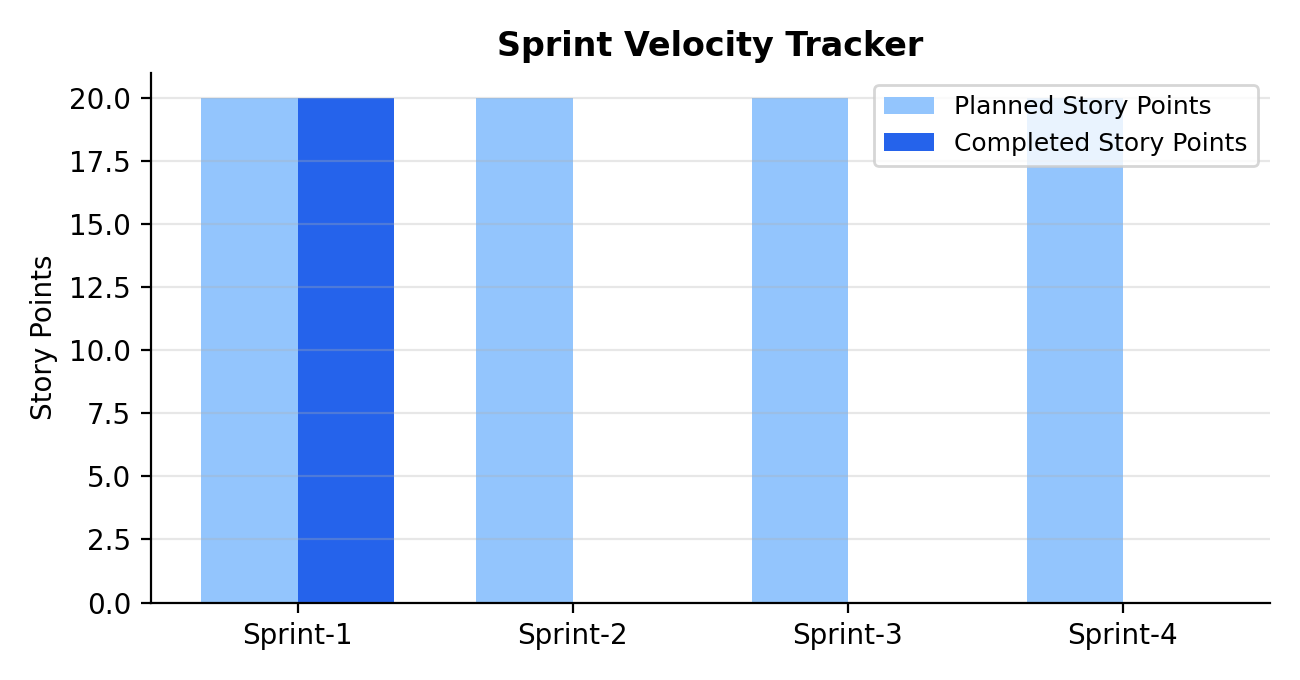 Sprint Velocity Tracker
Planned Story Points
Completed Story Points
Story Points
20.0
17.5
15.0
12.5
10.0
7.5
5.0
2.5
0.0
Sprint-1
Sprint-2
Sprint-3
Sprint-4